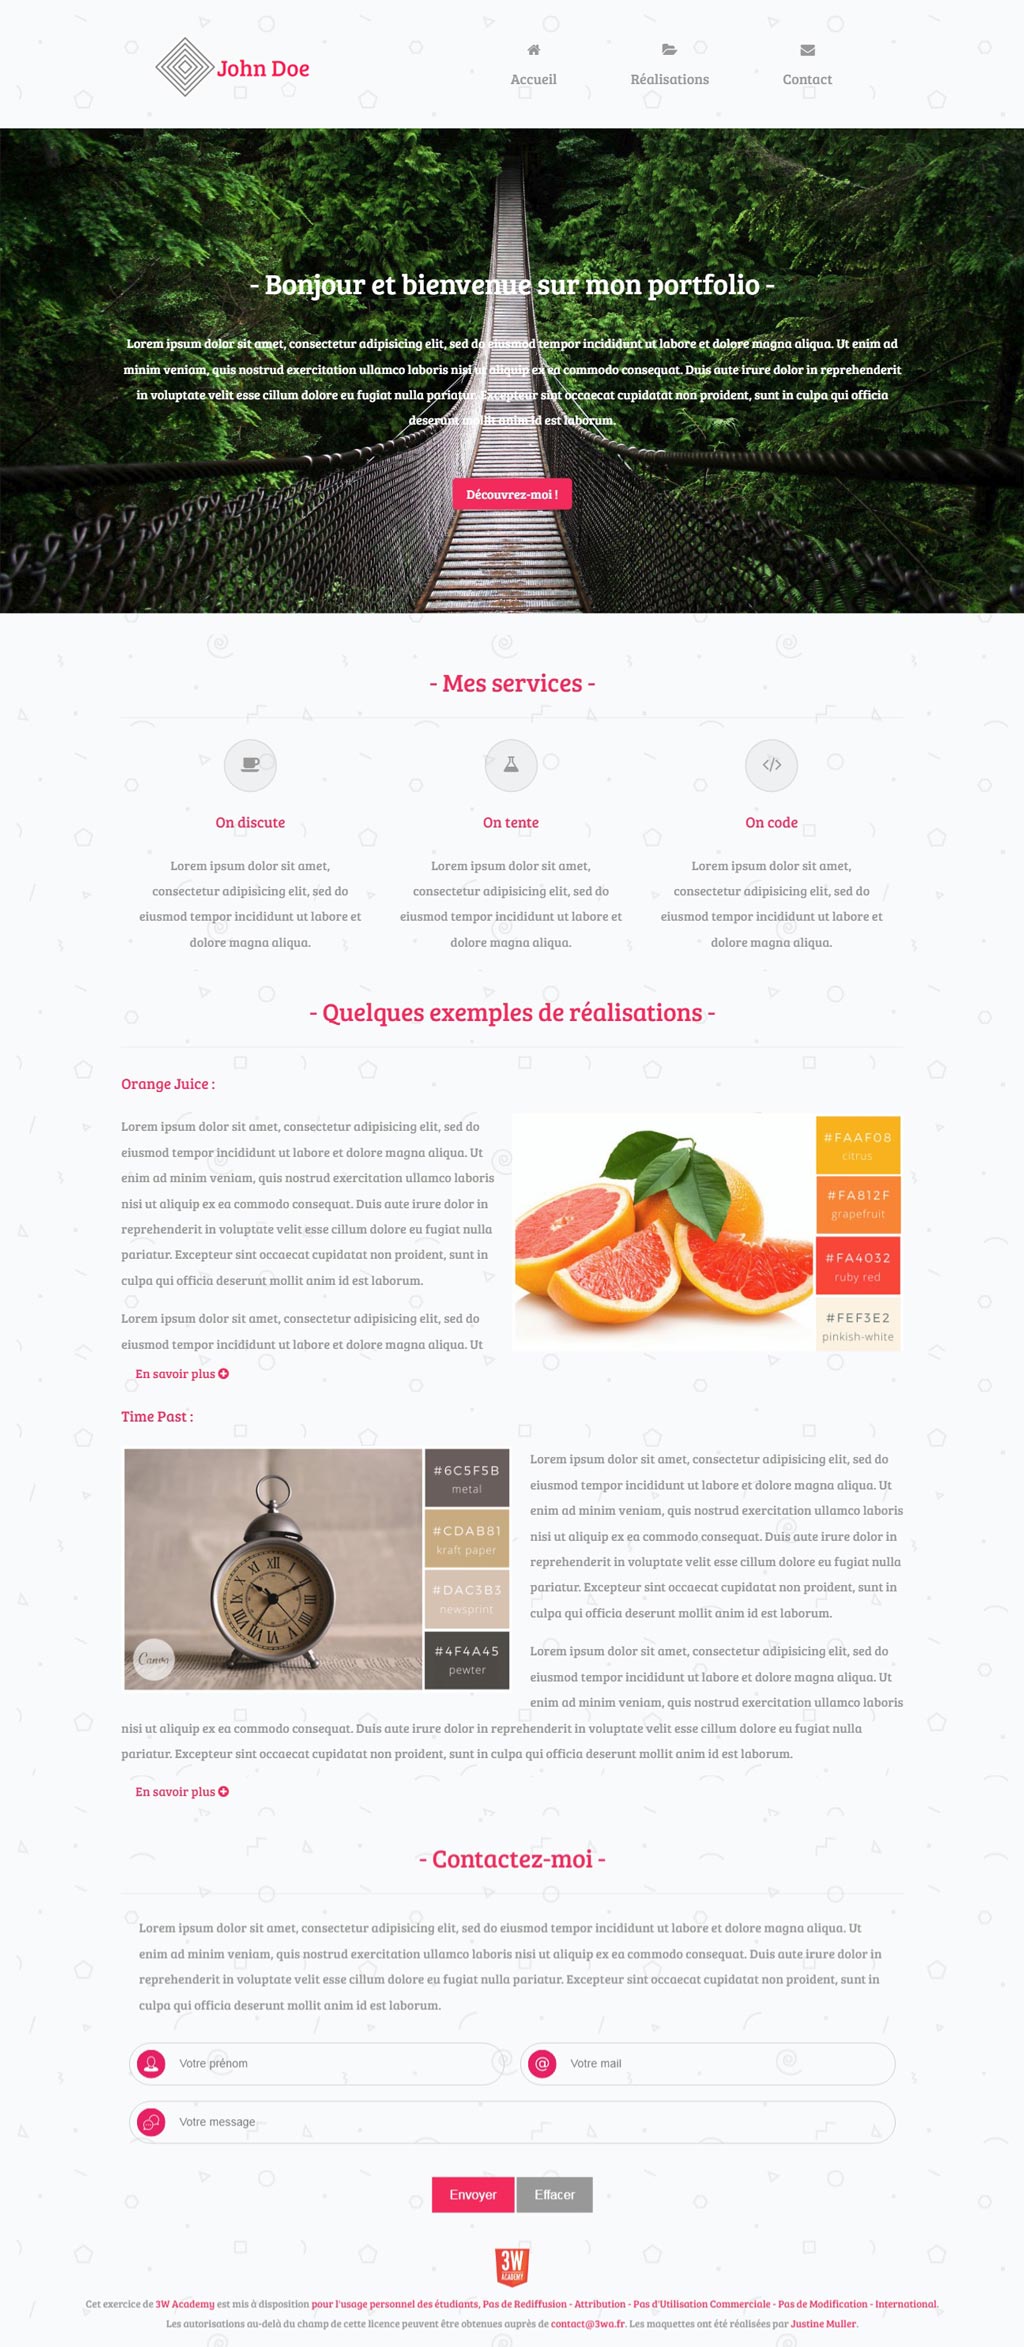 John Doe
Accueil Réalisations Contact
- Bonjour et bienvenue sur mon portfolio -
Lorem ipsum dolor sit amet, consectetur adipisicing elit, sed do eiusmod tempor incididunt ut labore et dolore magna aliqua. Ut enim ad
minim veniam, quis nostrud exercitation ullamco laboris nisi ut aliquip ex ea commodo consequat. Duis aute irure dolor in reprehenderit
in voluptate velit esse cillum dolore eu fugiat nulla pariatur. Excepteur sint occaecat cupidatat non proident, sunt in culpa qui officia
deserunt mollit anim id est laborum.
Découvrez-moi !
- Mes services -
On discute
Lorem ipsum dolor sit amet,
consectetur adipisicing elit, sed do
eiusmod tempor incididunt ut labore et
dolore magna aliqua.
On tente
Lorem ipsum dolor sit amet,
consectetur adipisicing elit, sed do
eiusmod tempor incididunt ut labore et
dolore magna aliqua.
On code
Lorem ipsum dolor sit amet,
consectetur adipisicing elit, sed do
eiusmod tempor incididunt ut labore et
dolore magna aliqua.
- Quelques exemples de réalisations -
Orange Juice :
Lorem ipsum dolor sit amet, consectetur adipisicing elit, sed do
eiusmod tempor incididunt ut labore et dolore magna aliqua. Ut
enim ad minim veniam, quis nostrud exercitation ullamco laboris
nisi ut aliquip ex ea commodo consequat. Duis aute irure dolor in
reprehenderit in voluptate velit esse cillum dolore eu fugiat nulla
pariatur. Excepteur sint occaecat cupidatat non proident, sunt in
culpa qui officia deserunt mollit anim id est laborum.
Lorem ipsum dolor sit amet, consectetur adipisicing elit, sed do
eiusmod tempor incididunt ut labore et dolore magna aliqua. Ut
#FAAF08
citrus
#FA812F
grapefruit
#FA4032
ruby red
#FEF3E2
pinkish-white
En savoir plus
Time Past :
Canva
#6C5F5B
metal
#CDAB81
kraft paper
#DAC3B3
newsprint
#4F4A45
pewter
Lorem ipsum dolor sit amet, consectetur adipisicing elit, sed do
eiusmod tempor incididunt ut labore et dolore magna aliqua. Ut
enim ad minim veniam, quis nostrud exercitation ullamco laboris
nisi ut aliquip ex ea commodo consequat. Duis aute irure dolor in
reprehenderit in voluptate velit esse cillum dolore eu fugiat nulla
pariatur. Excepteur sint occaecat cupidatat non proident, sunt in
culpa qui officia deserunt mollit anim id est laborum.
Lorem ipsum dolor sit amet, consectetur adipisicing elit, sed do
eiusmod tempor incididunt ut labore et dolore magna aliqua. Ut
enim ad minim veniam, quis nostrud exercitation ullamco laboris
nisi ut aliquip ex ea commodo consequat. Duis aute irure dolor in reprehenderit in voluptate velit esse cillum dolore eu fugiat nulla
pariatur. Excepteur sint occaecat cupidatat non proident, sunt in culpa qui officia deserunt mollit anim id est laborum.
En savoir plus
- Contactez-moi -
Lorem ipsum dolor sit amet, consectetur adipisicing elit, sed do eiusmod tempor incididunt ut labore et dolore magna aliqua. Ut
enim ad minim veniam, quis nostrud exercitation ullamco laboris nisi ut aliquip ex ea commodo consequat. Duis aute irure dolor in
reprehenderit in voluptate velit esse cillum dolore eu fugiat nulla pariatur. Excepteur sint occaecat cupidatat non proident, sunt in
culpa qui officia deserunt mollit anim id est laborum.
Votre prénom
Votre mail
Votre message
Envoyer Effacer
3W
ACADEMY
Cet exercice de 3W Academy est mis à disposition pour l'usage personnel des étudiants, Pas de Rediffusion - Attribution - Pas d'Utilisation Commerciale - Pas de Modification - International.
Les autorisations au-delà du champ de cette licence peuvent être obtenues auprès de contact@3wa.fr. Les maquettes ont été réalisées par Justine Muller.